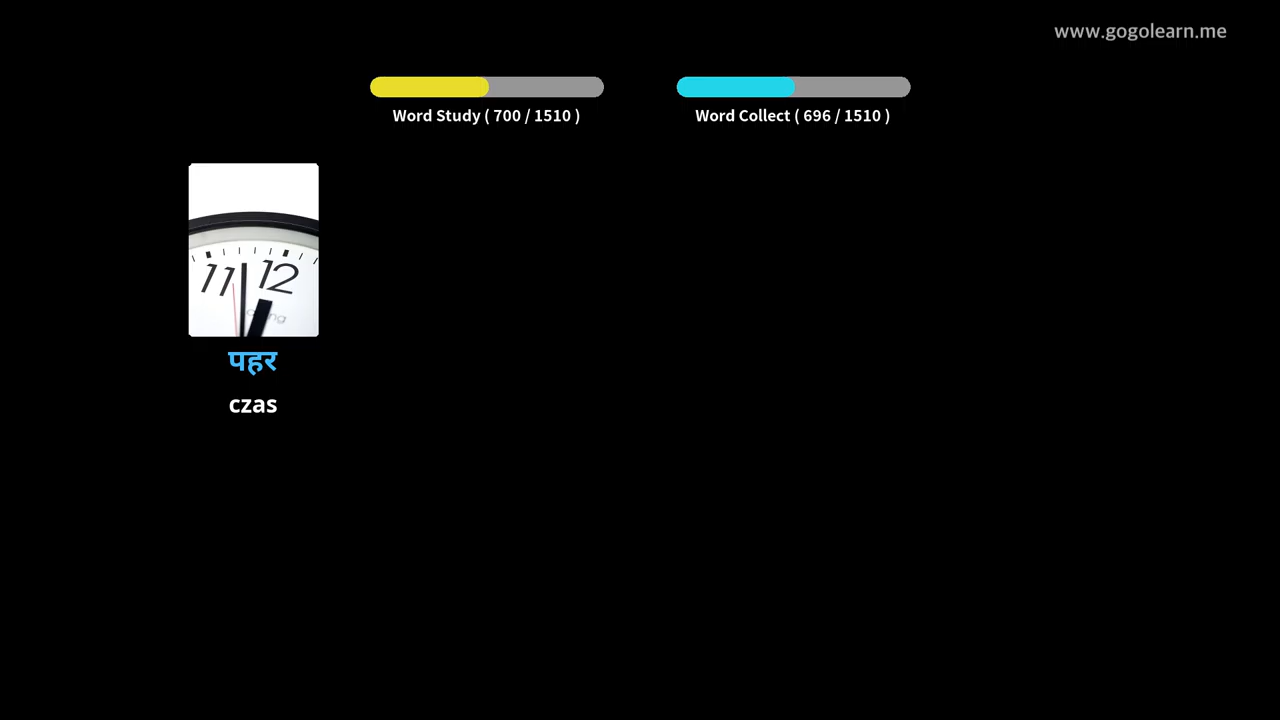 www.gogolearn.me
Word Study ( 700 / 1510 )
Word Collect ( 696 / 1510 )
11 12
पहर
czas